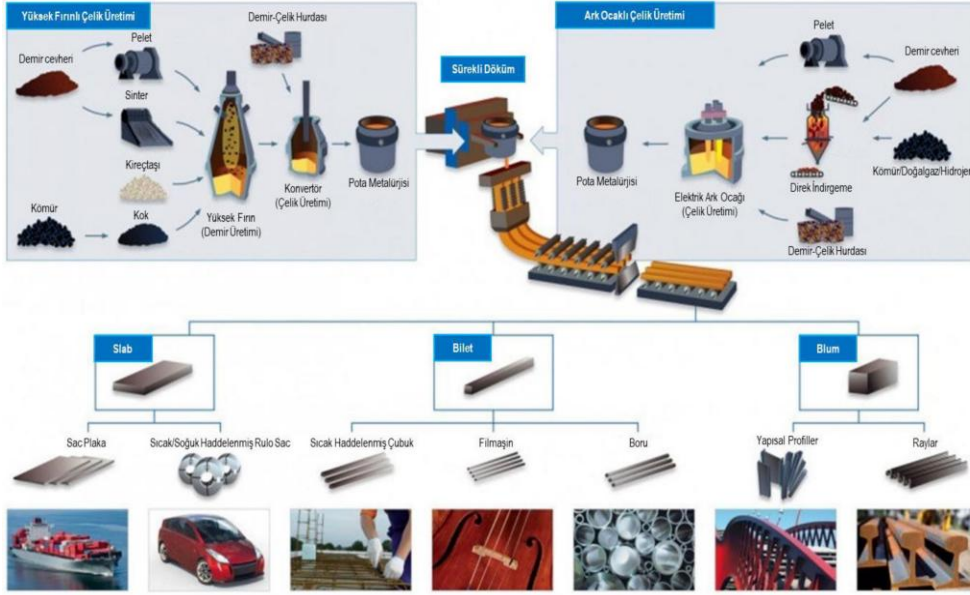 Yüksek Fırınlı Çelik Üretimi
Demir-Çelik Hurdası
Pelet
Demir cevheri
Sinter
Kireçtaşı
Kömür
Kok
Yüksek Fırın
(Demir Üretimi)
Konvertör
(Çelik Üretimi)
Pota Metalürjisi
Sürekli Döküm
Ark Ocaklı Çelik Üretimi
Pelet
Demir cevheri
Pota Metalürjisi
Elektrik Ark Ocağı
(Çelik Üretimi)
Direk İndirgeme
Kömür/Doğalgaz/Hidrojen
Demir-Çelik Hurdası
Slab
Bilet
Blum
Sac Plaka
Sıcak/Soğuk Haddelenmiş Rulo Sac
Sıcak Haddelenmiş Çubuk
Filmaşin
Boru
Yapısal Profiller
Raylar